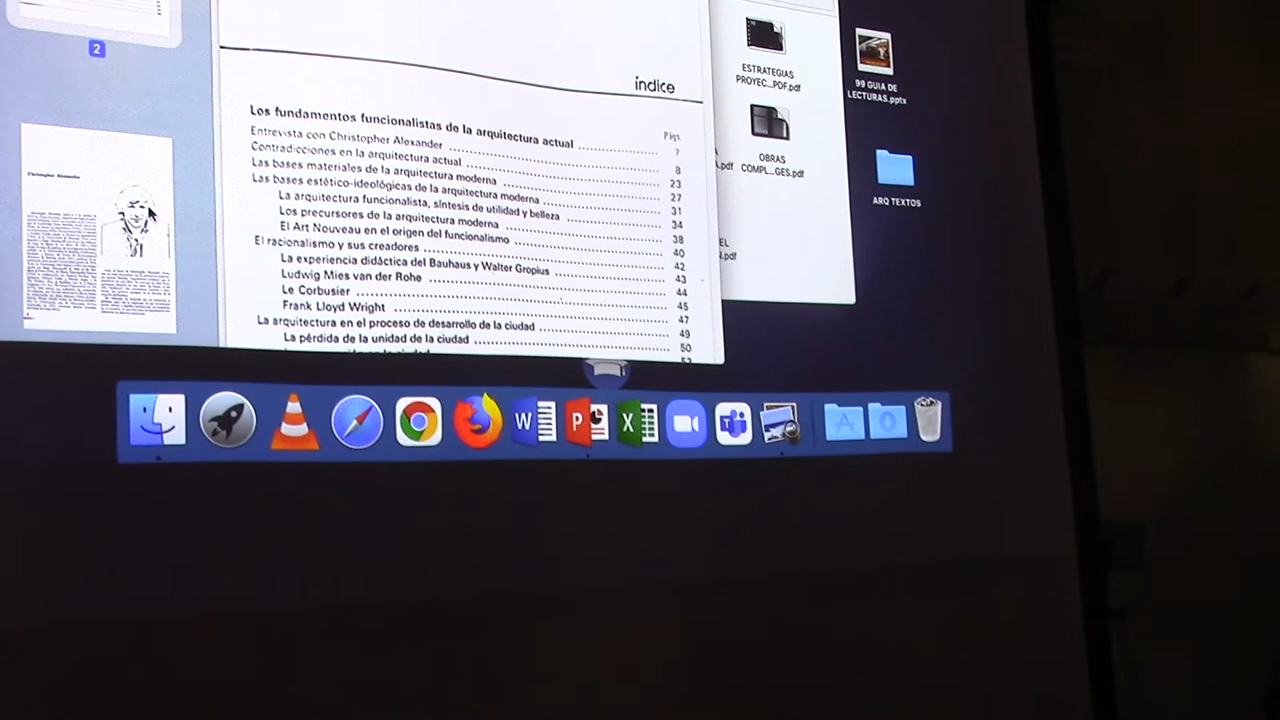 2
índice
Págs.
Los fundamentos funcionalistas de la arquitectura actual 7
Entrevista con Christopher Alexander 8
Contradicciones en la arquitectura actual 23
Las bases materiales de la arquitectura moderna 27
Las bases estético-ideológicas de la arquitectura moderna 31
La arquitectura funcionalista, síntesis de utilidad y belleza 34
Los precursores de la arquitectura moderna 38
El Art Nouveau en el origen del funcionalismo 40
El racionalismo y sus creadores 42
La experiencia didáctica del Bauhaus y Walter Gropius 43
Ludwig Mies van der Rohe 44
Le Corbusier 45
Frank Lloyd Wright 47
La arquitectura en el proceso de desarrollo de la ciudad 49
La pérdida de la unidad de la ciudad 50
Christopher Alexander
ESTRATEGIAS
PROYEC...PDF.pdf
OBRAS
COMPL...GES.pdf
.pdf
EL
.pdf
99 GUIA DE
LECTURAS.pptx
ARQ TEXTOS
W
P
X
T